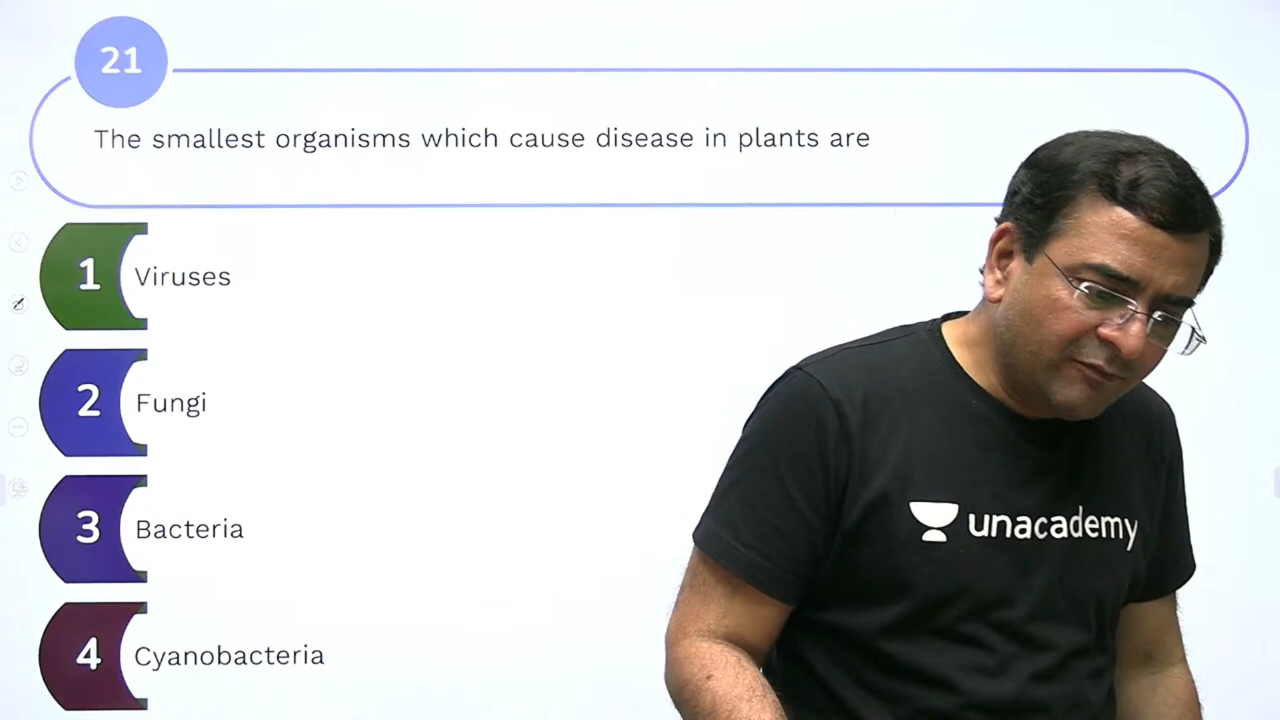 21
The smallest organisms which cause disease in plants are
1 Viruses
2 Fungi
3 Bacteria
4 Cyanobacteria
unacademy